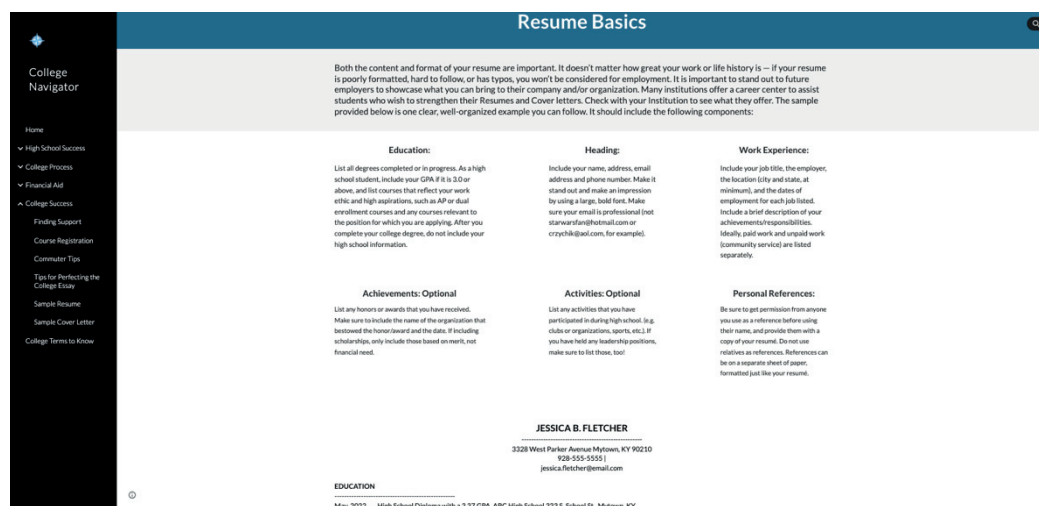 Resume Basics
College
Navigator
Home
High School Success
College Process
Financial Aid
College Success
Finding Support
Course Registration
Commuter Tips
Tips for Perfecting the
College Essay
Sample Resume
Sample Cover Letter
College Terms to Know
Both the content and format of your resume are important. It doesn't matter how great your work or life history is — if your resume
is poorly formatted, hard to follow, or has typos, you won't be considered for employment. It is important to stand out to future
employers to showcase what you can bring to their company and/or organization. Many institutions offer a career center to assist
students who wish to strengthen their Resumes and Cover letters. Check with your Institution to see what they offer. The sample
provided below is one clear, well-organized example you can follow. It should include the following components:
Education:
List all degrees completed or in progress. As a high
school student, include your GPA if it is 3.0 or
above, and list courses that reflect your work
ethic and high aspirations, such as AP or dual
enrollment courses and any courses relevant to
the position for which you are applying. After you
complete your college degree, do not include your
high school information.
Heading:
Include your name, address, email
address and phone number. Make it
stand out and make an impression
by using a large, bold font. Make
sure your email is professional (not
starwarsfan@hotmail.com or
crzychik@aol.com, for example).
Work Experience:
Include your job title, the employer,
the location (city and state, at
minimum), and the dates of
employment for each job listed.
Include a brief description of your
achievements/responsibilities.
Ideally, paid work and unpaid work
(community service) are listed
separately.
Achievements: Optional
List any honors or awards that you have received.
Make sure to include the name of the organization that
bestowed the honor/award and the date. If including
scholarships, only include those based on merit, not
financial need.
Activities: Optional
List any activities that you have
participated in during high school. (e.g.
clubs or organizations, sports, etc.). If
you have held any leadership positions,
make sure to list those, too!
Personal References:
Be sure to get permission from anyone
you use as a reference before using
their name, and provide them with a
copy of your resumé. Do not use
relatives as references. References can
be on a separate sheet of paper,
formatted just like your resumé.
JESSICA B. FLETCHER
3328 West Parker Avenue Mytown, KY 90210
928-555-5555 |
jessica.fletcher@email.com
EDUCATION
May, 2022 High School Diploma with a 3.37 GPA, ABC High School 223 S. School St., Mytown, KY